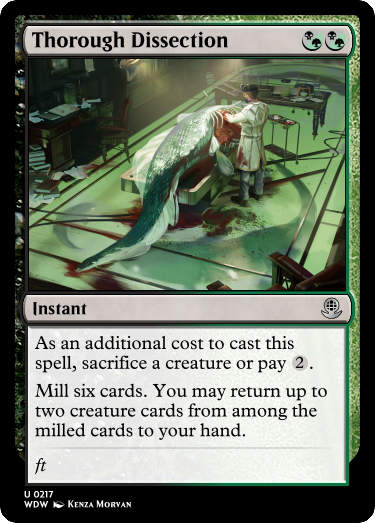 Thorough Dissection
Instant
As an additional cost to cast this
spell, sacrifice a creature or pay 2.
Mill six cards. You may return up to
two creature cards from among the
milled cards to your hand.
ft
U 0217
WDW Kenza Morvan